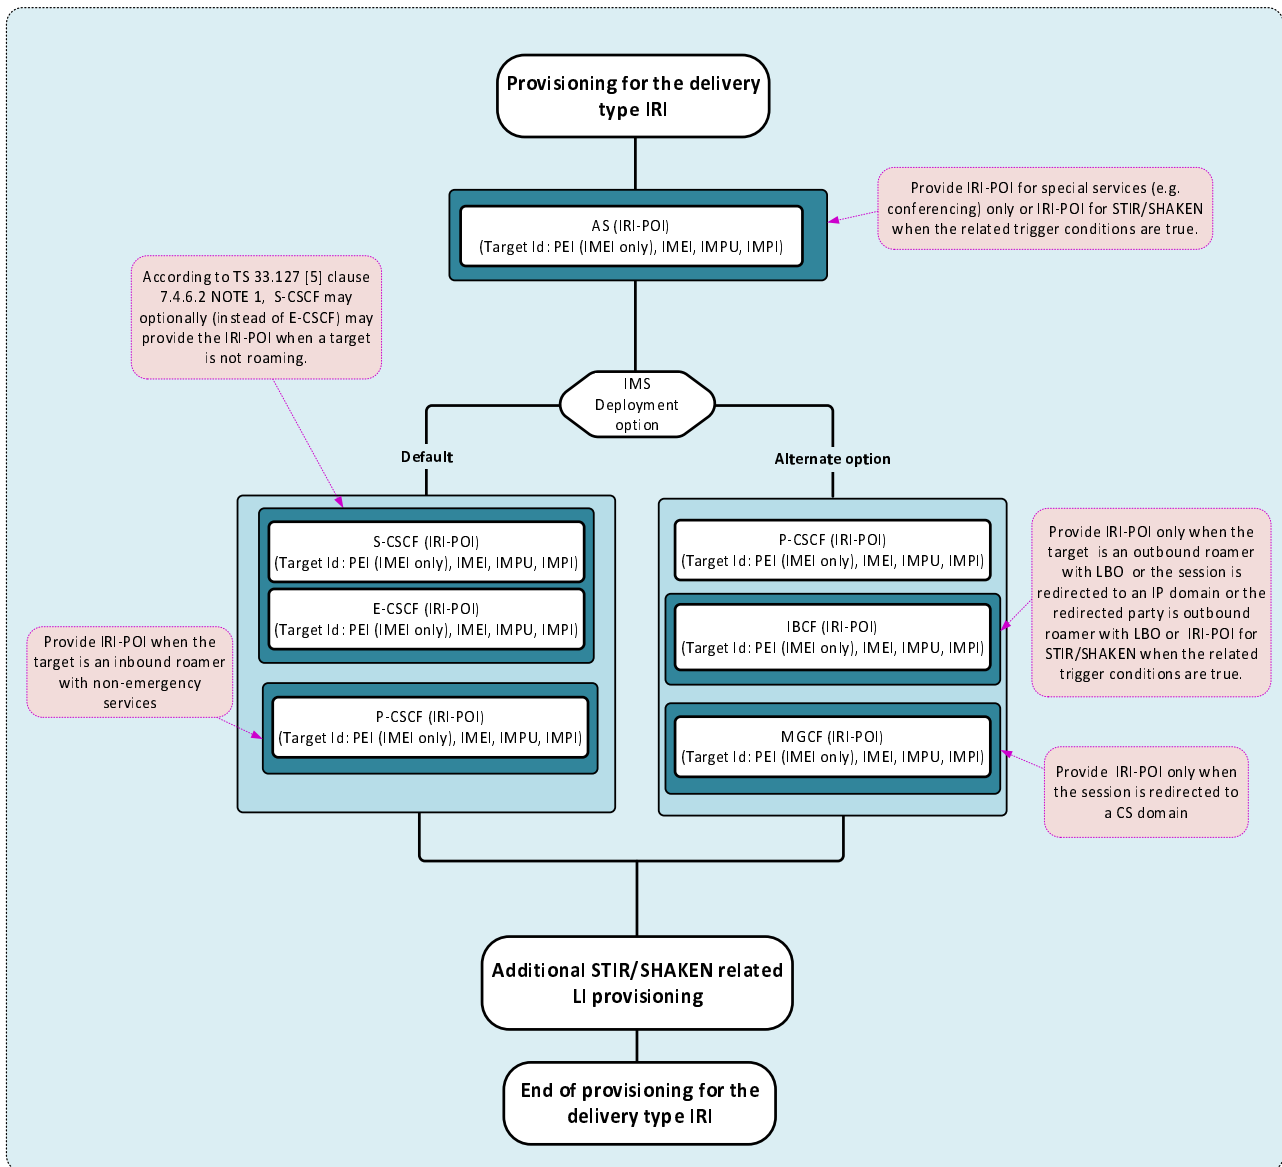 Provisioning for the delivery
type IRI
Provide IRI-POI for special services (e.g.
conferencing) only or IRI-POI for STIR/SHAKEN
when the related trigger conditions are true.
AS (IRI-POI)
(Target Id: PEI (IMEI only), IMEI, IMPU, IMPI)
According to TS 33.127 [5] clause
7.4.6.2 NOTE 1, S-CSCF may
optionally (instead of E-CSCF) may
provide the IRI-POI when a target
is not roaming.
IMS
Deployment
option
Default
Alternate option
S-CSCF (IRI-POI)
(Target Id: PEI (IMEI only), IMEI, IMPU, IMPI)
E-CSCF (IRI-POI)
(Target Id: PEI (IMEI only), IMEI, IMPU, IMPI)
Provide IRI-POI when the
target is an inbound roamer
with non-emergency
services
P-CSCF (IRI-POI)
(Target Id: PEI (IMEI only), IMEI, IMPU, IMPI)
P-CSCF (IRI-POI)
(Target Id: PEI (IMEI only), IMEI, IMPU, IMPI)
IBCF (IRI-POI)
(Target Id: PEI (IMEI only), IMEI, IMPU, IMPI)
MGCF (IRI-POI)
(Target Id: PEI (IMEI only), IMEI, IMPU, IMPI)
Provide IRI-POI only when the
target is an outbound roamer
with LBO or the session is
redirected to an IP domain or the
redirected party is outbound
roamer with LBO or IRI-POI for
STIR/SHAKEN when the related
trigger conditions are true.
Provide IRI-POI only when
the session is redirected to
a CS domain
Additional STIR/SHAKEN related
LI provisioning
End of provisioning for the
delivery type IRI